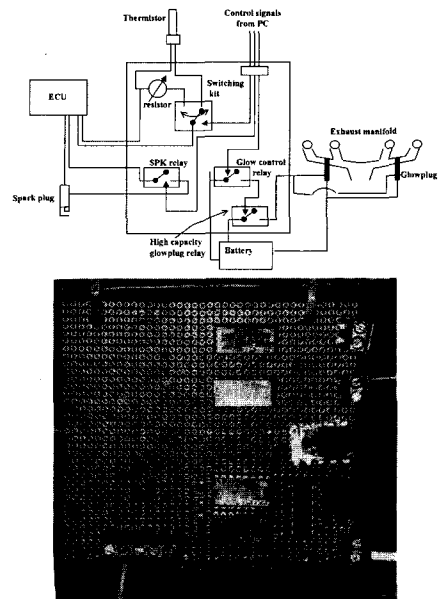 Thermistor
Control signals
from PC
Switching
kit
ECU
resistor
Exhaust manifold
SPK relay
Glow control
relay
Glowplug
Spark plug
High capacity
glowplug relay
Battery